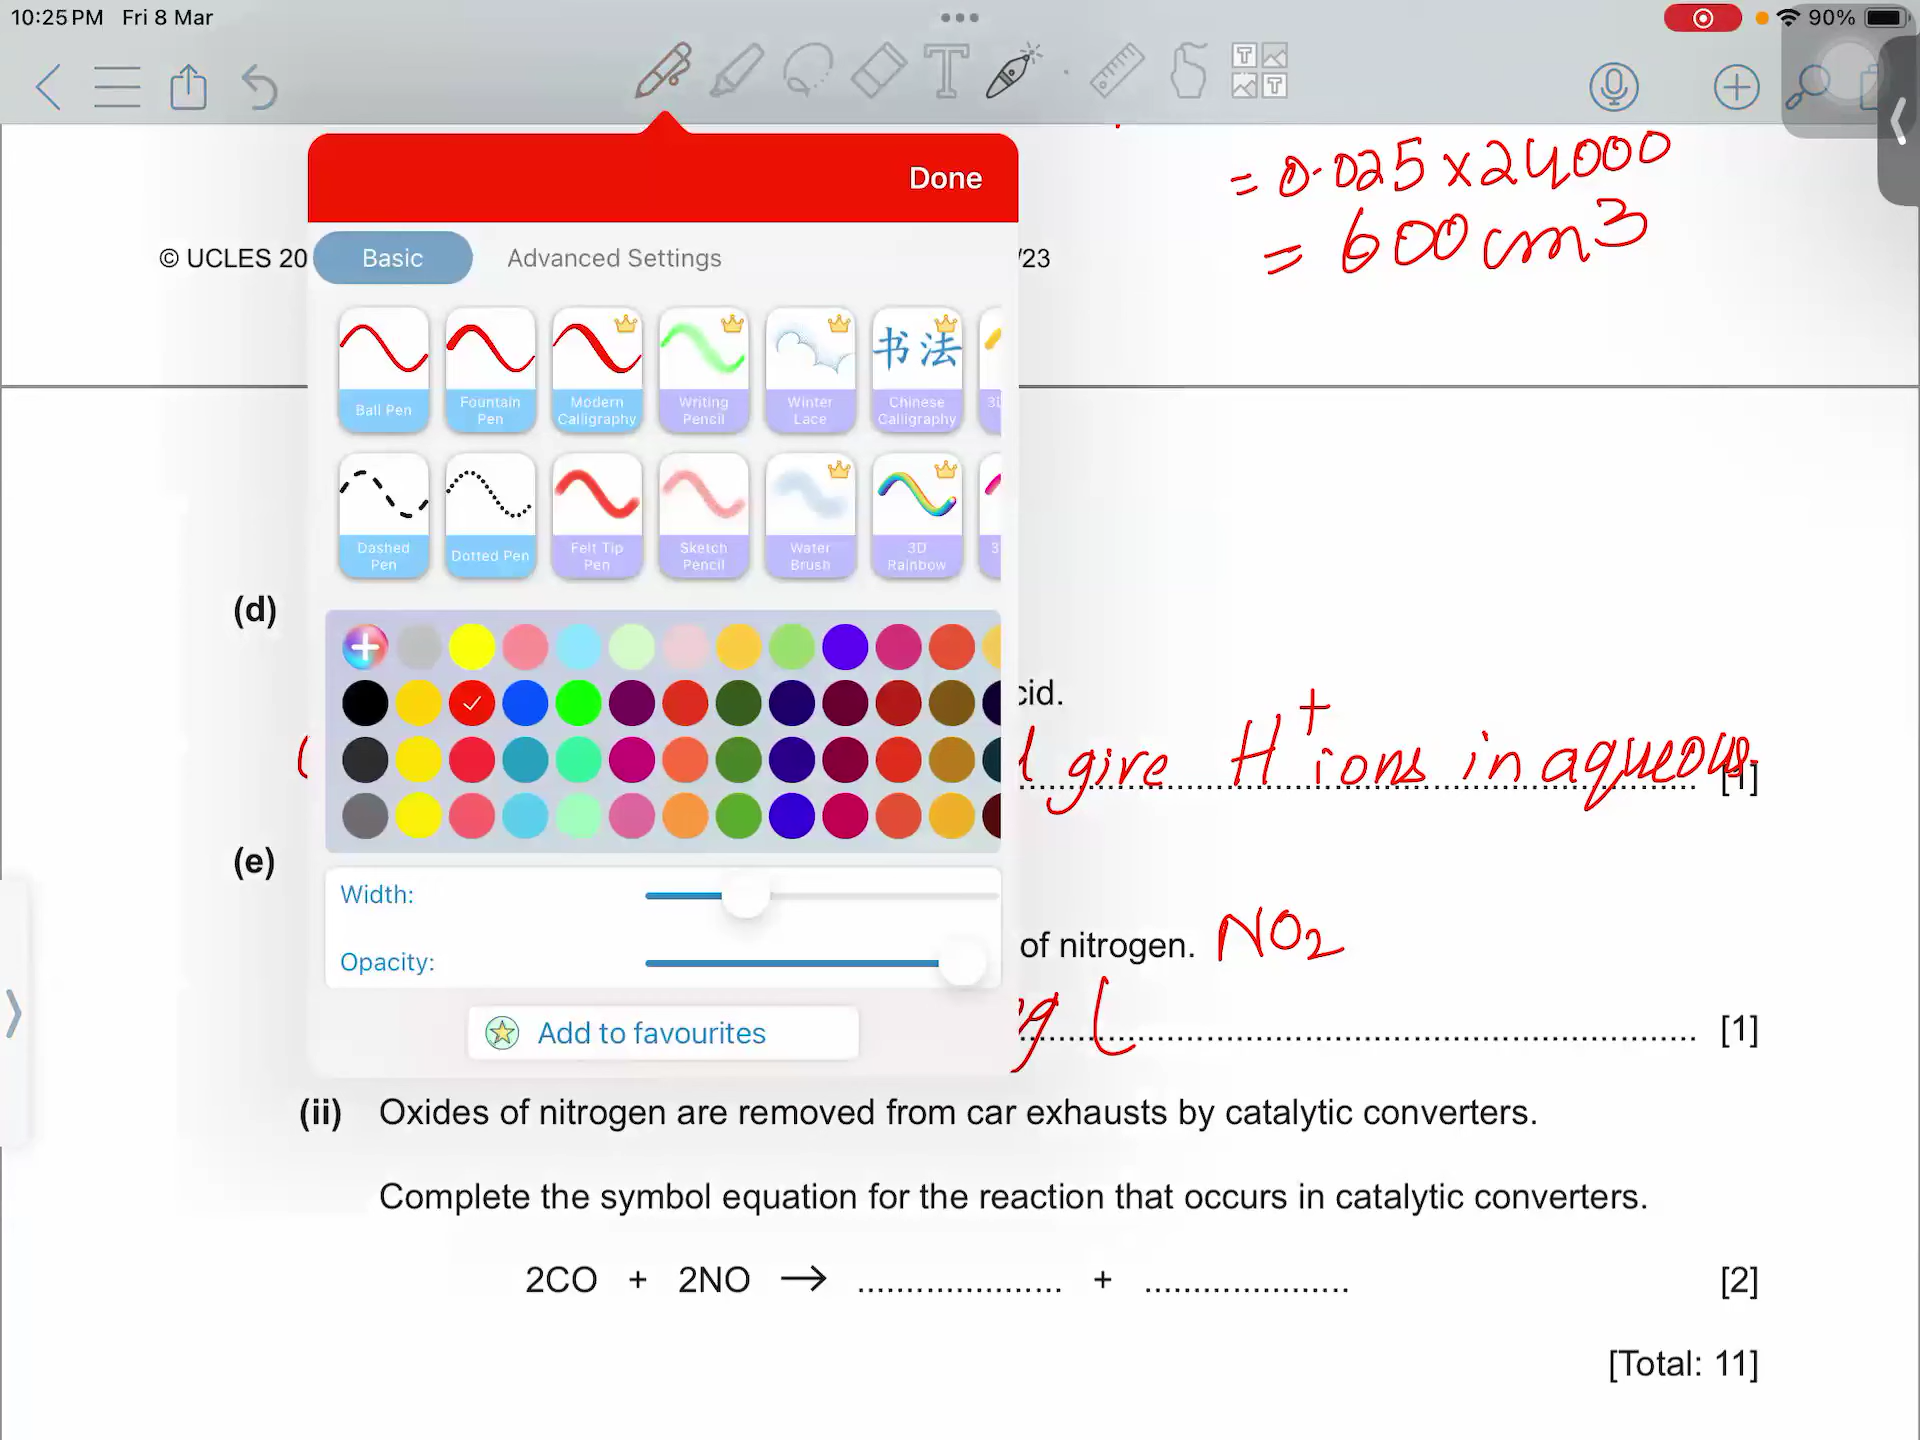 10:25 PM Fri 8 Mar
90%
Done
= 0.025 x 24000
= 600 cm3
© UCLES 20
Basic
Advanced Settings
/23
书法
Ball Pen
Fountain Pen
Modern Calligraphy
Writing Pencil
Winter Lace
Chinese Calligraphy
Dashed Pen
Dotted Pen
Felt Tip Pen
Sketch Pencil
Water Brush
3D Rainbow
(d)
cid.
give H+ ions in aqueous.
[1]
(e)
Width:
of nitrogen. NO2
Opacity:
[1]
Add to favourites
(ii) Oxides of nitrogen are removed from car exhausts by catalytic converters.
Complete the symbol equation for the reaction that occurs in catalytic converters.
2CO + 2NO → ..................... + ..................... [2]
[Total: 11]